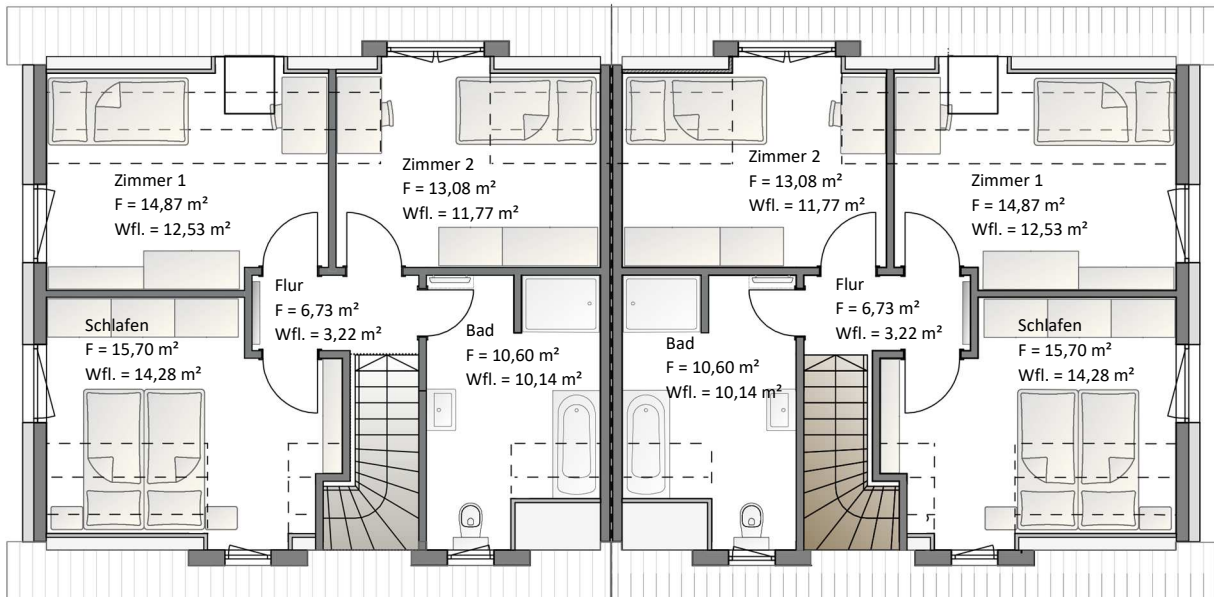 Zimmer 1
F = 14,87 m²
Wfl. = 12,53 m²
Zimmer 2
F = 13,08 m²
Wfl. = 11,77 m²
Zimmer 2
F = 13,08 m²
Wfl. = 11,77 m²
Zimmer 1
F = 14,87 m²
Wfl. = 12,53 m²
Schlafen
F = 15,70 m²
Wfl. = 14,28 m²
Flur
F = 6,73 m²
Wfl. = 3,22 m²
Bad
F = 10,60 m²
Wfl. = 10,14 m²
Bad
F = 10,60 m²
Wfl. = 10,14 m²
Flur
F = 6,73 m²
Wfl. = 3,22 m²
Schlafen
F = 15,70 m²
Wfl. = 14,28 m²